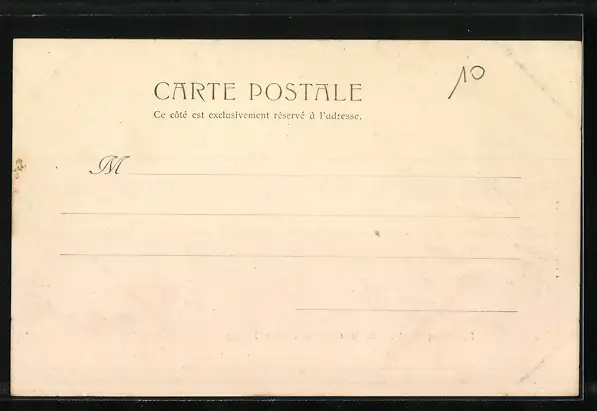 10
CARTE POSTALE
Ce côté est exclusivement réservé à l'adresse.
M